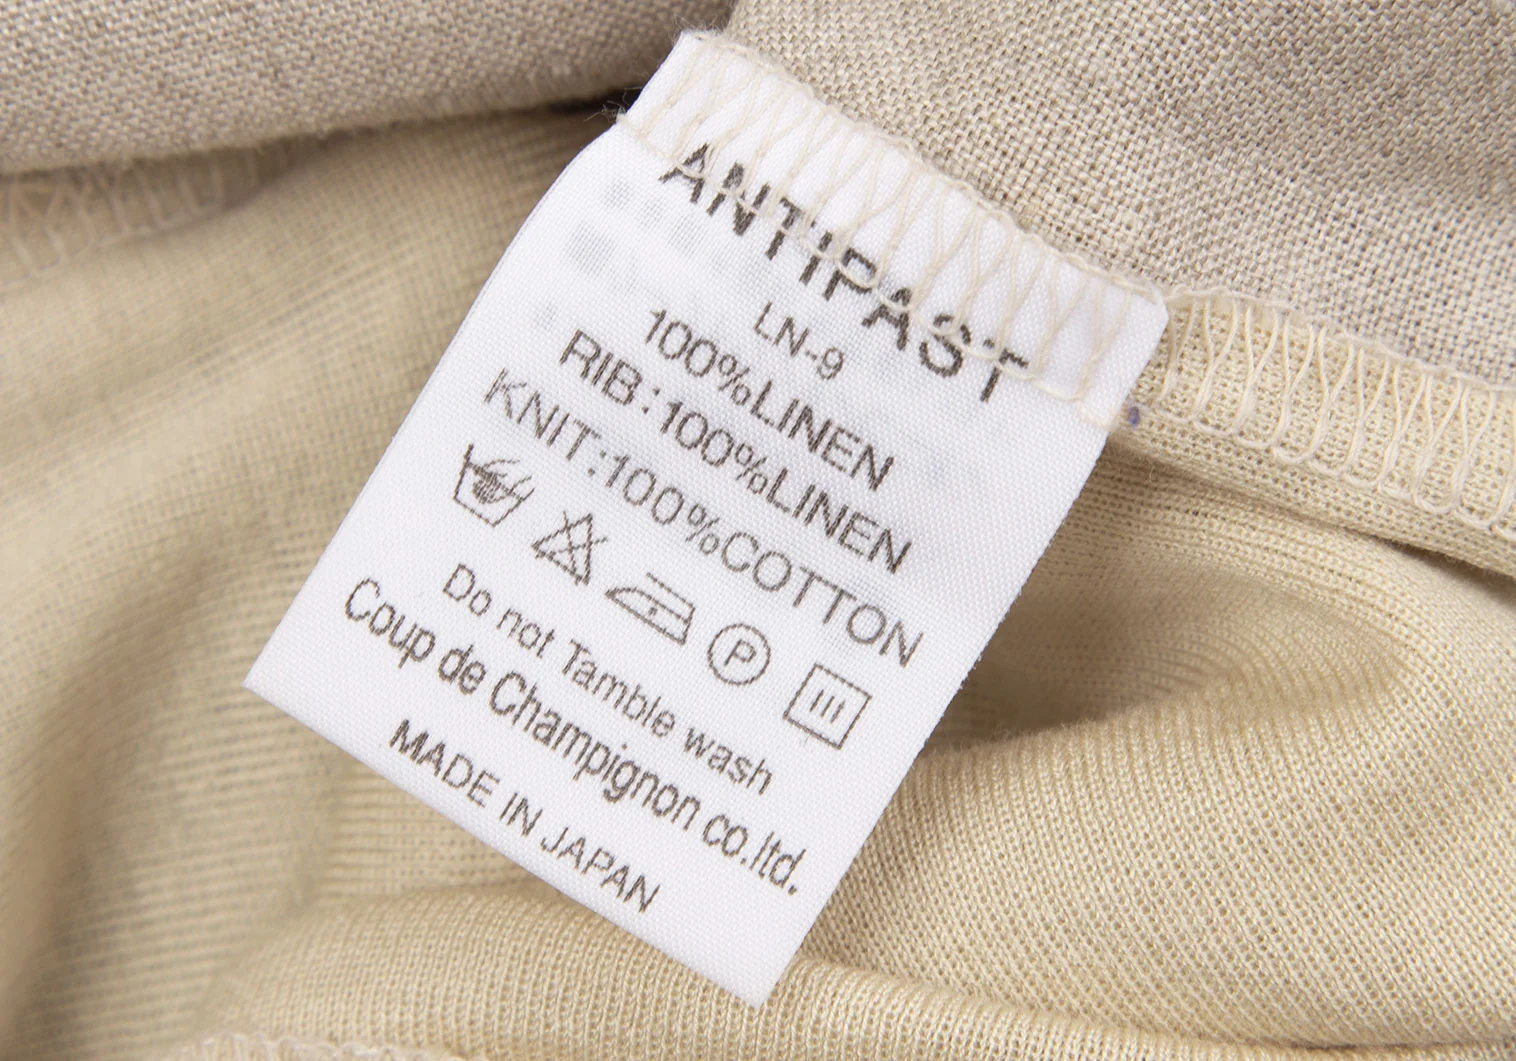 ANTIPAST
LN-9
100%LINEN
RIB:100%LINEN
KNIT:100%COTTON
P
Do not Tamble wash
Coup de Champignon co.ltd.
MADE IN JAPAN